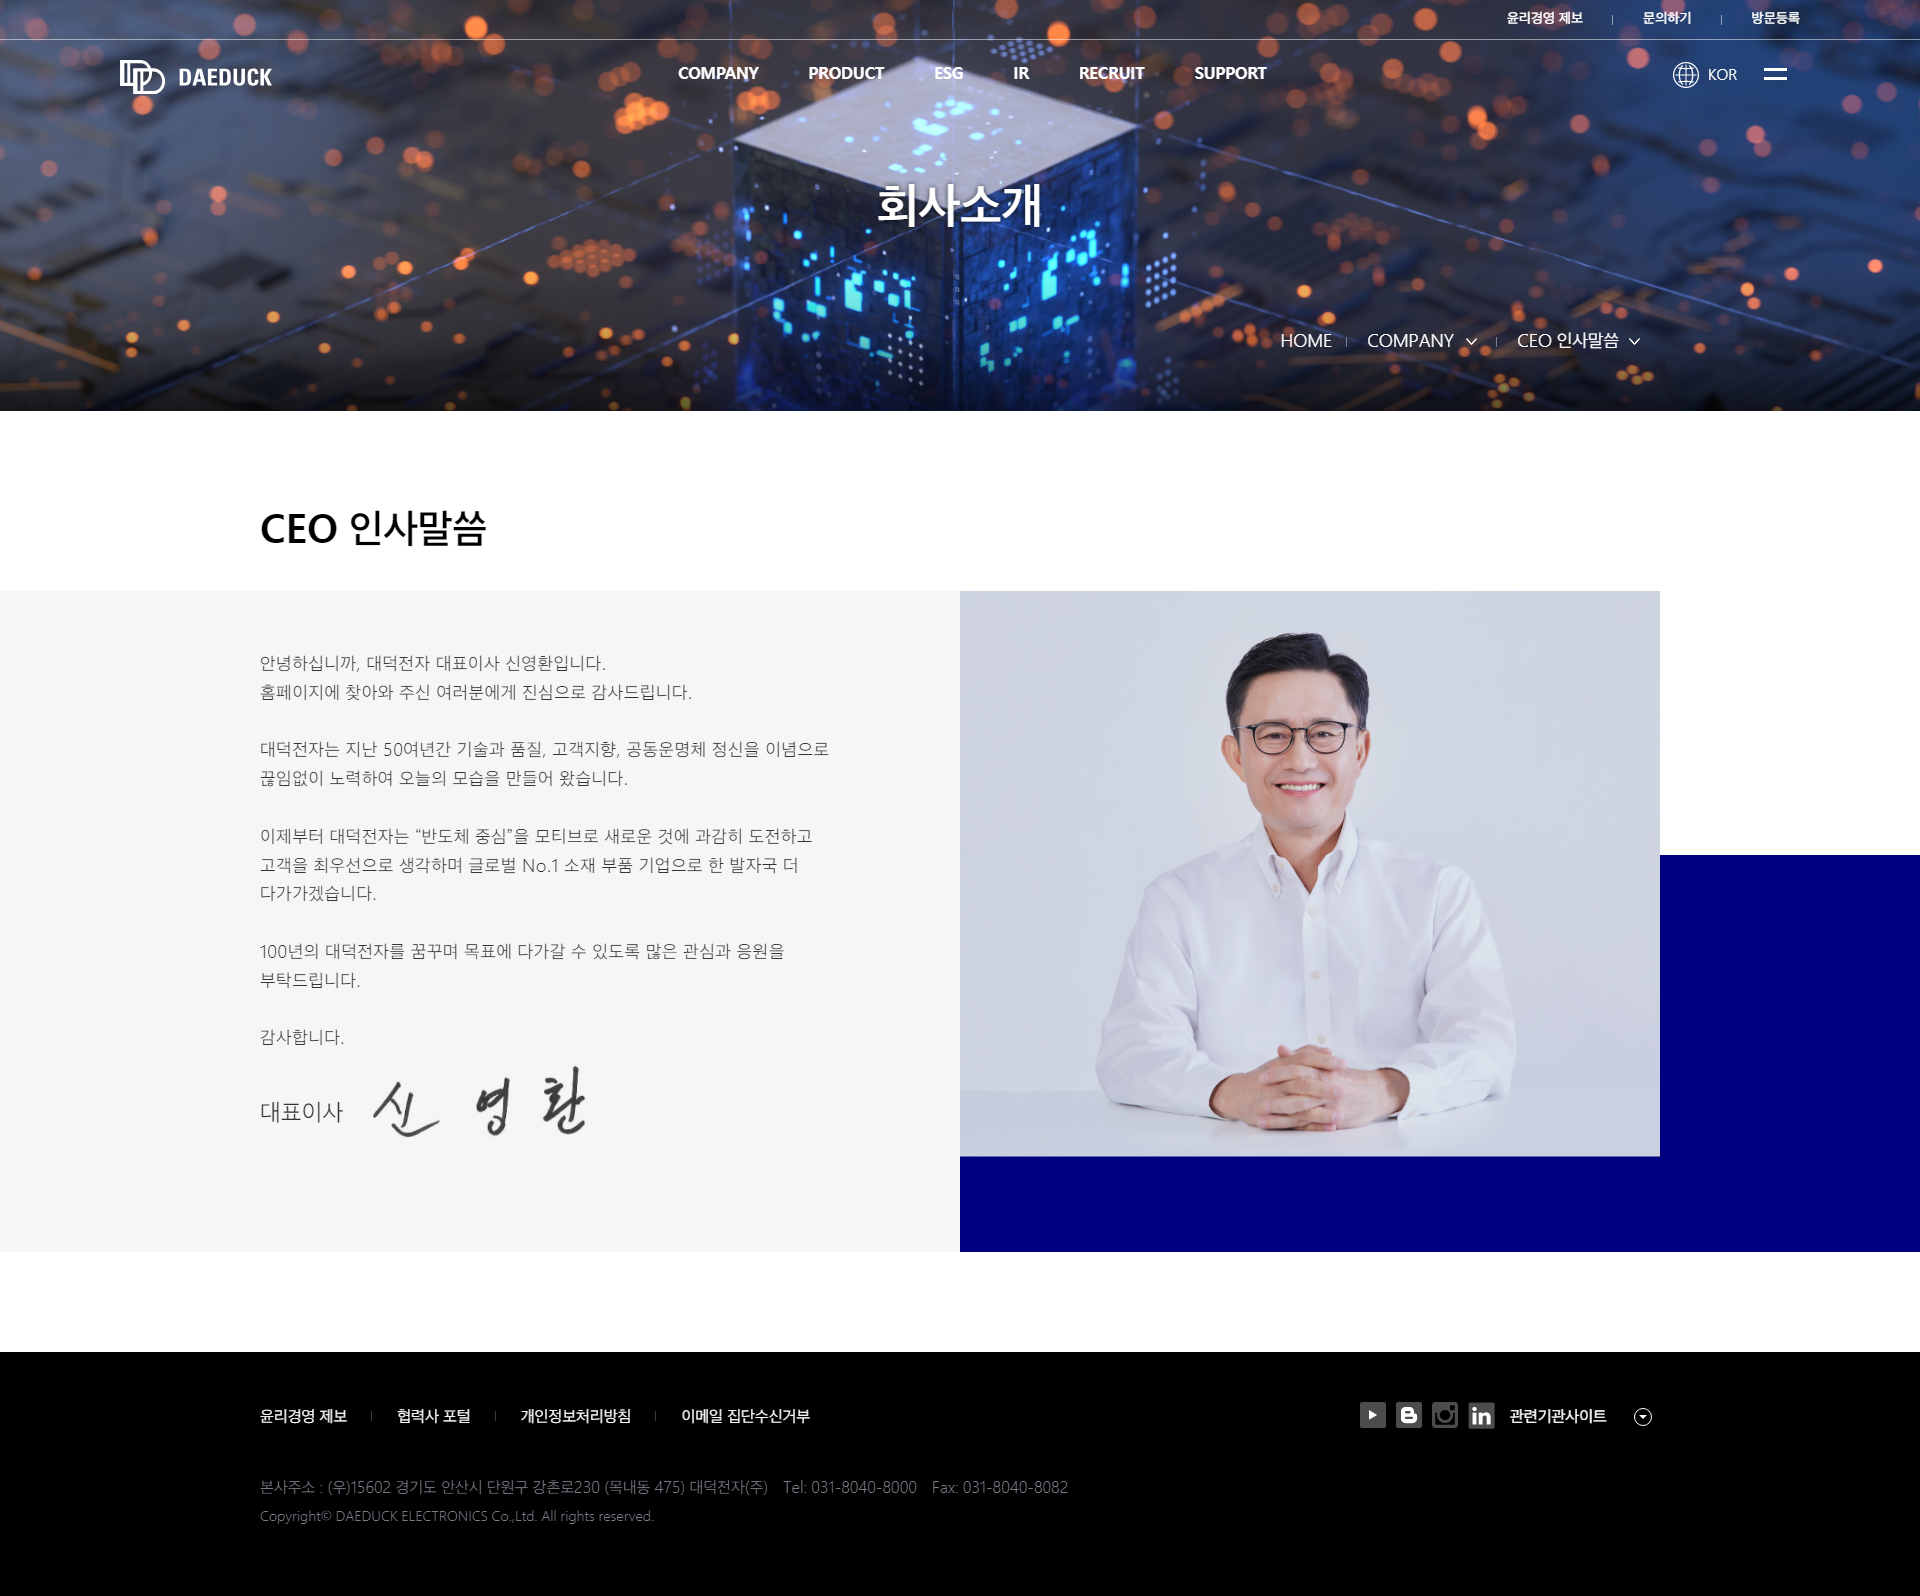 윤리경영 제보
문의하기
방문등록
DAEDUCK
COMPANY
PRODUCT
ESG
IR
RECRUIT
SUPPORT
KOR
회사소개
HOME
COMPANY
CEO 인사말씀
CEO 인사말씀
안녕하십니까, 대덕전자 대표이사 신영환입니다.
홈페이지에 찾아와 주신 여러분에게 진심으로 감사드립니다.
대덕전자는 지난 50여년간 기술과 품질, 고객지향, 공동운명체 정신을 이념으로
끊임없이 노력하여 오늘의 모습을 만들어 왔습니다.
이제부터 대덕전자는 “반도체 중심”을 모티브로 새로운 것에 과감히 도전하고
고객을 최우선으로 생각하며 글로벌 No.1 소재 부품 기업으로 한 발자국 더
다가가겠습니다.
100년의 대덕전자를 꿈꾸며 목표에 다가갈 수 있도록 많은 관심과 응원을
부탁드립니다.
감사합니다.
대표이사 신 영 환
윤리경영 제보
협력사 포털
개인정보처리방침
이메일 집단수신거부
관련기관사이트
본사주소 : (우)15602 경기도 안산시 단원구 강촌로230 (목내동 475) 대덕전자(주) Tel: 031-8040-8000 Fax: 031-8040-8082
Copyright© DAEDUCK ELECTRONICS Co.,Ltd. All rights reserved.